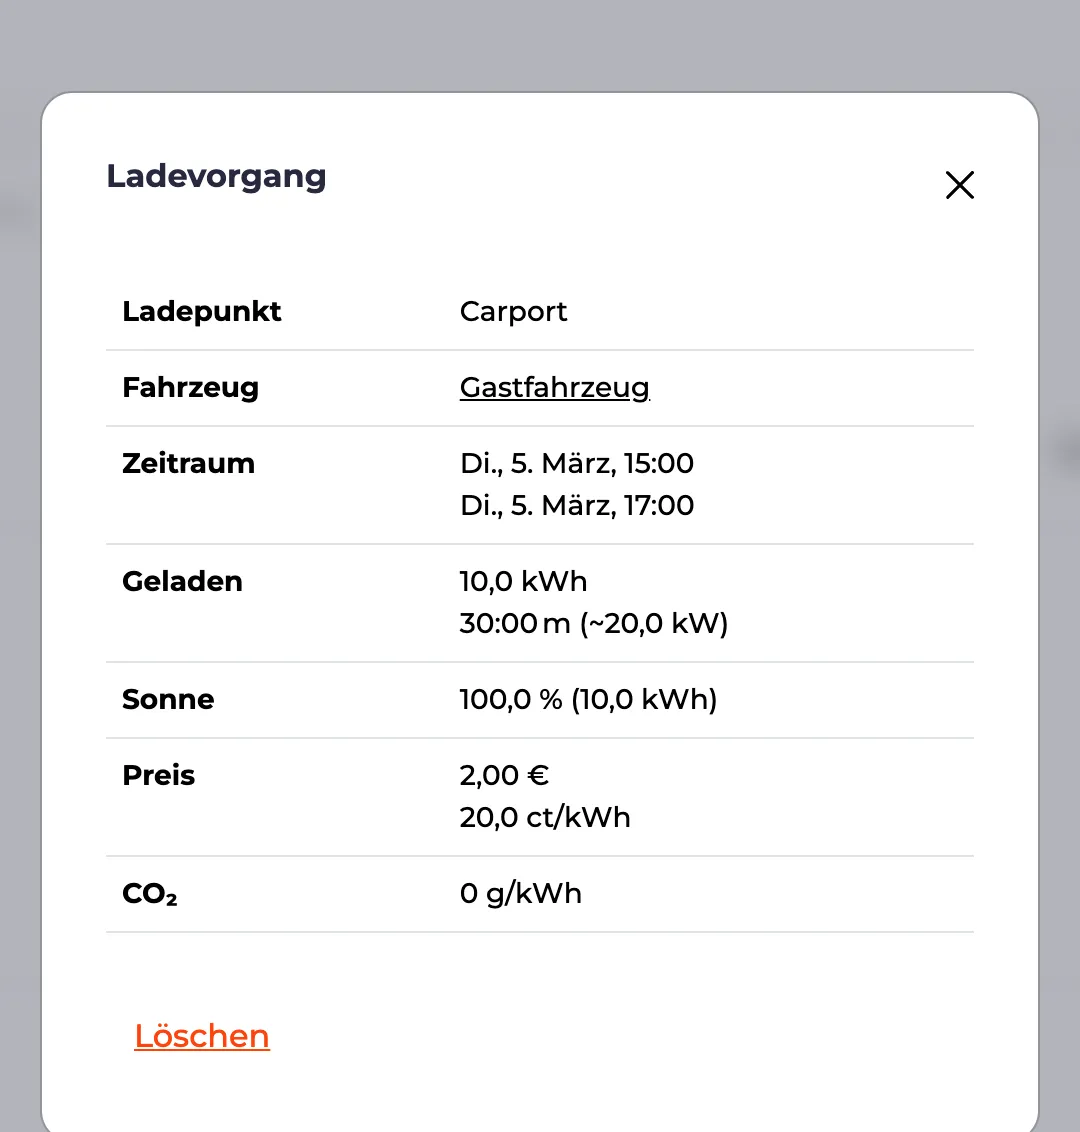 Ladevorgang
Ladepunkt Carport
Fahrzeug Gastfahrzeug
Zeitraum Di., 5. März, 15:00
Di., 5. März, 17:00
Geladen 10,0 kWh
30:00 m (~20,0 kW)
Sonne 100,0 % (10,0 kWh)
Preis 2,00 €
20,0 ct/kWh
CO₂ 0 g/kWh
Löschen